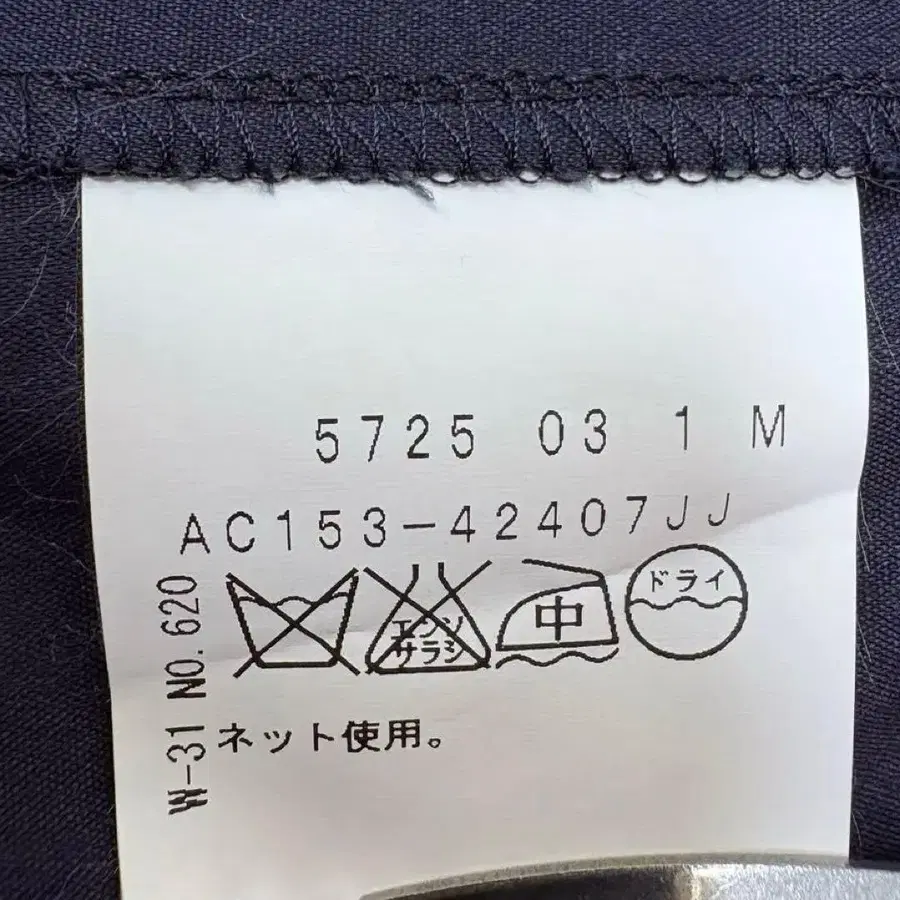 5725 03 1 M
AC153-42407JJ
エンソ
サラシ
中
ドライ
ネット使用。
W-31 NO.620